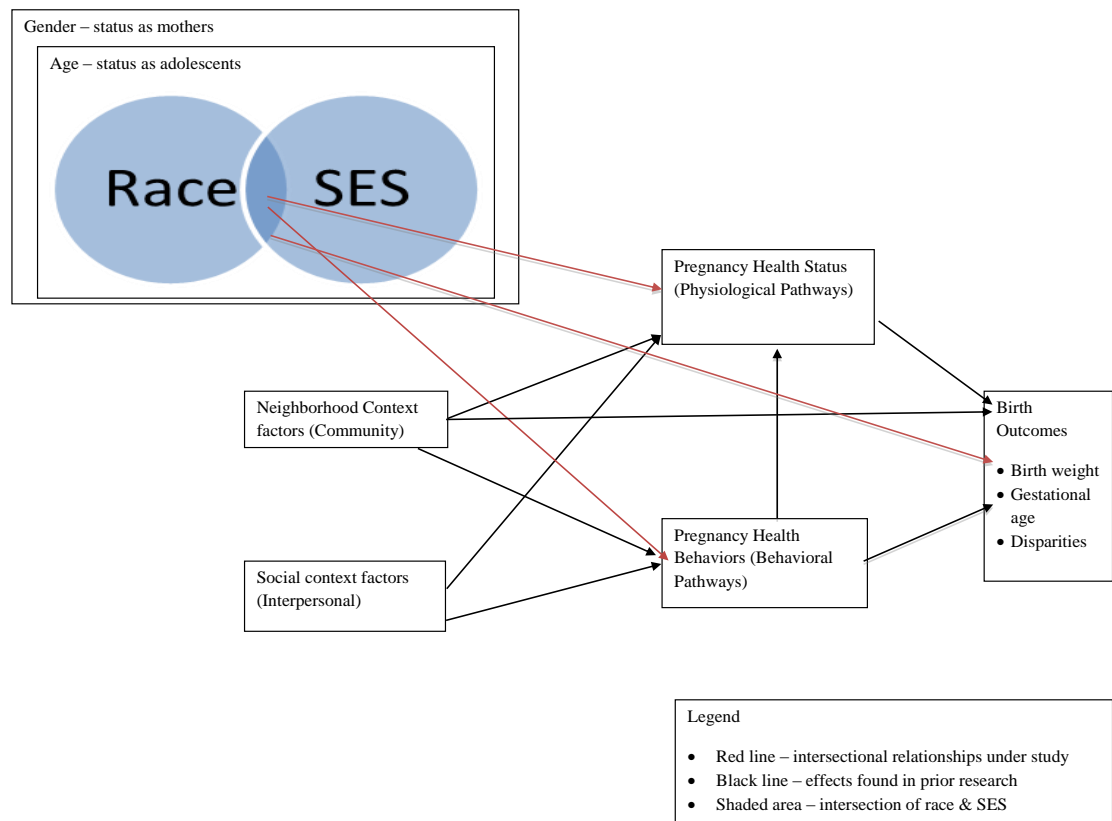 Gender – status as mothers
Age – status as adolescents
Race
SES
Pregnancy Health Status
(Physiological Pathways)
Neighborhood Context
factors (Community)
Birth
Outcomes
• Birth weight
• Gestational
age
• Disparities
Pregnancy Health
Behaviors (Behavioral
Pathways)
Social context factors
(Interpersonal)
Legend
• Red line – intersectional relationships under study
• Black line – effects found in prior research
• Shaded area – intersection of race & SES